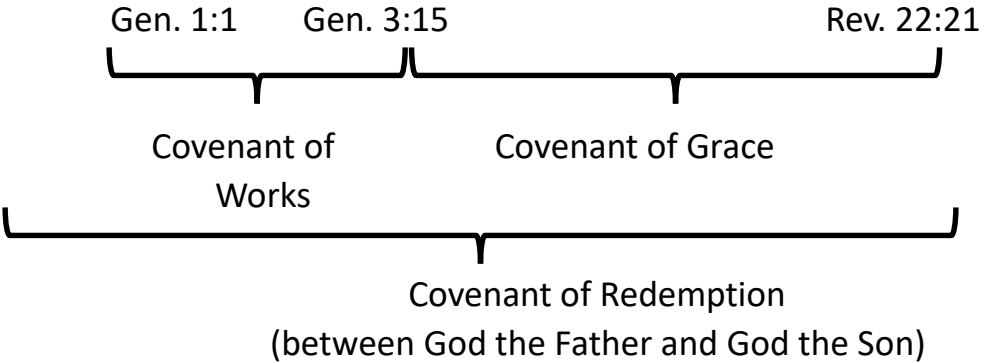 Gen. 1:1 Gen. 3:15 Rev. 22:21
Covenant of Works
Covenant of Grace
Covenant of Redemption
(between God the Father and God the Son)